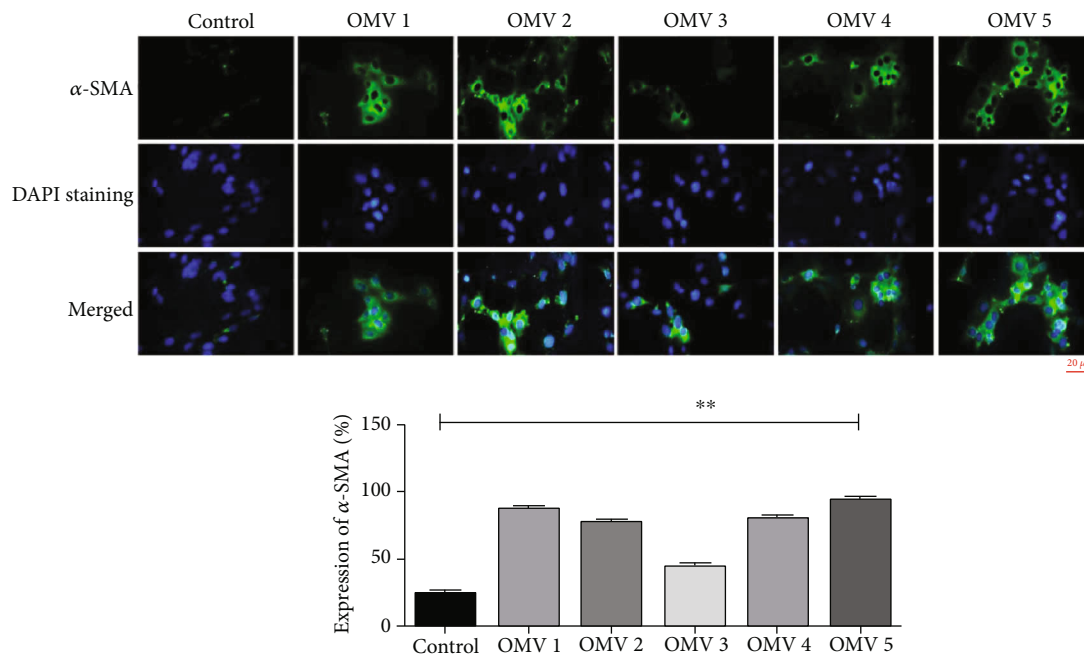 Control OMV 1 OMV 2 OMV 3 OMV 4 OMV 5
α-SMA
DAPI staining
Merged
20 μ
**
Expression of α-SMA (%)
150
100
50
0
Control OMV 1 OMV 2 OMV 3 OMV 4 OMV 5